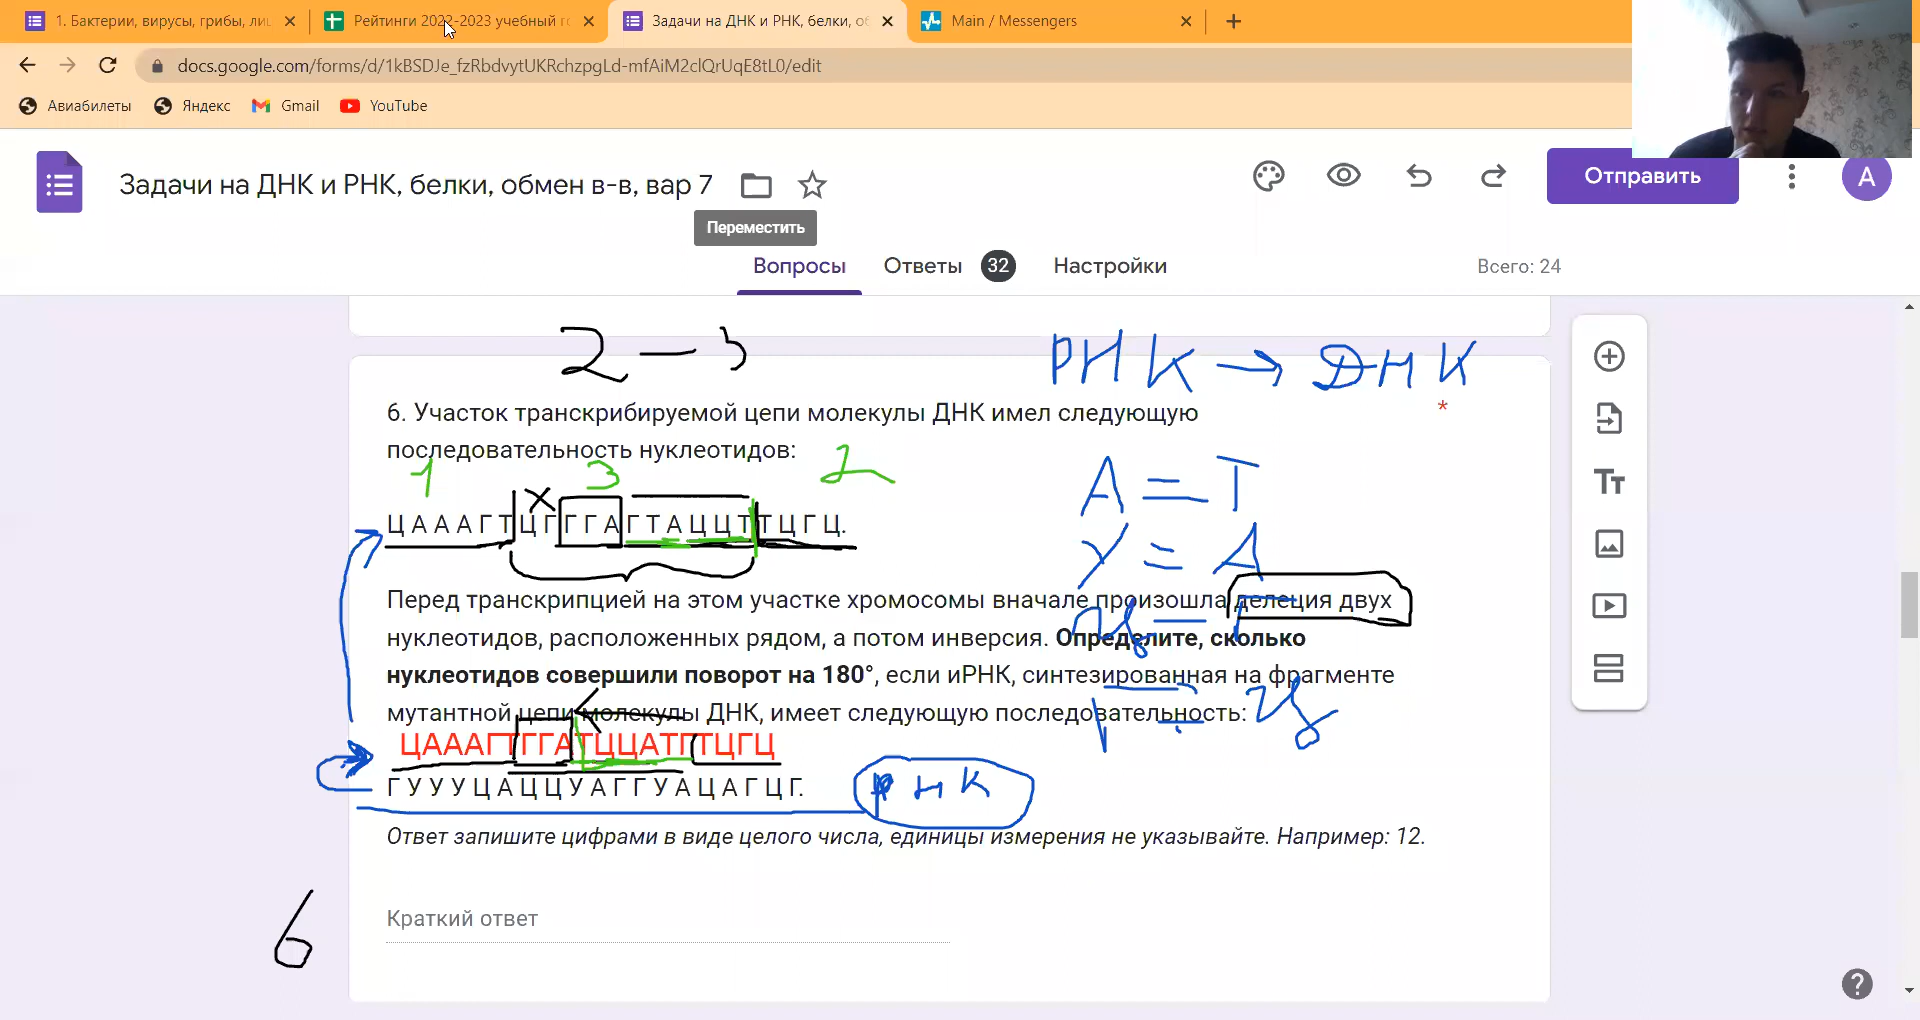 1. Бактерии, вирусы, грибы, ли
Рейтинги 2022-2023 учебный г
Задачи на ДНК и РНК, белки, об
Main / Messengers
docs.google.com/forms/d/1kBSDJe_fzRbdvytUKRchzpgLd-mfAiM2clQrUqE8tL0/edit
Авиабилеты
Яндекс
Gmail
YouTube
Задачи на ДНК и РНК, белки, обмен в-в, вар 7
Отправить
А
Переместить
Вопросы
Ответы 32
Настройки
Всего: 24
2 — 3
РНК → ДНК
6. Участок транскрибируемой цепи молекулы ДНК имел следующую *
последовательность нуклеотидов:
1 3 2
А = Т
Х
Ц А А А Г Т Ц Г Г Г А Г Т А Ц Ц Т Т Ц Г Ц.
У = А
Перед транскрипцией на этом участке хромосомы вначале произошла делеция двух
Ц = Г
нуклеотидов, расположенных рядом, а потом инверсия. Определите, сколько
нуклеотидов совершили поворот на 180°, если иРНК, синтезированная на фрагменте
Г = Ц
мутантной цепи молекулы ДНК, имеет следующую последовательность:
ЦАААГТГГАТЦЦАТГТЦГЦ
Г У У У Ц А Ц Ц У А Г Г У А Ц А Г Ц Г.
РНК
Ответ запишите цифрами в виде целого числа, единицы измерения не указывайте. Например: 12.
6
Краткий ответ